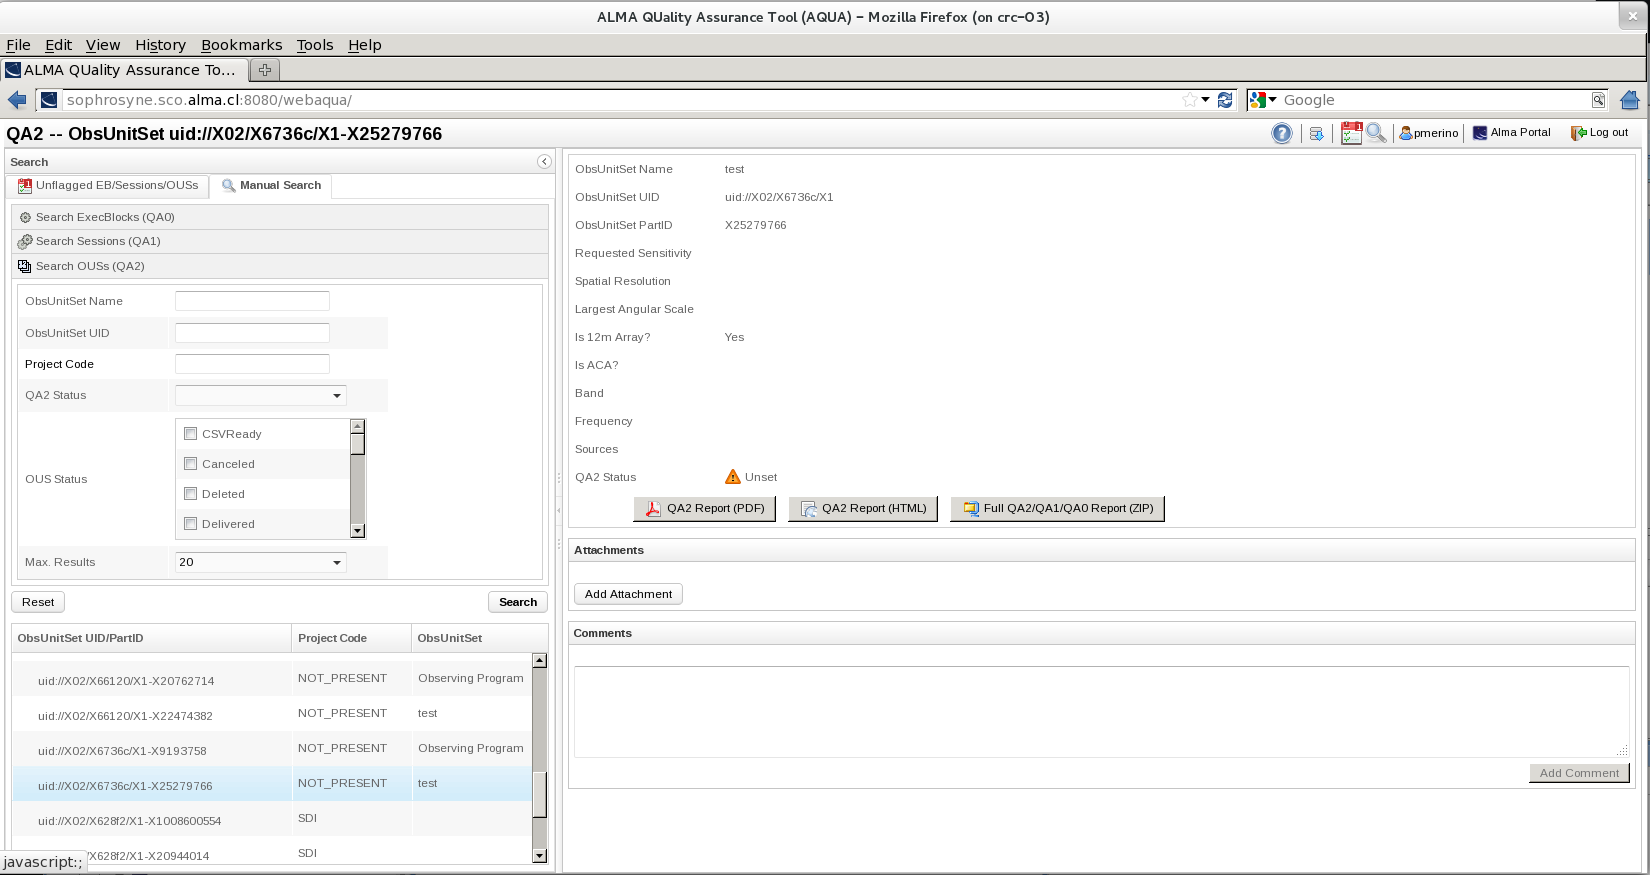 ALMA QUality Assurance Tool (AQUA) - Mozilla Firefox (on crc-03)
File Edit View History Bookmarks Tools Help
ALMA QUality Assurance To...
sophrosyne.sco.alma.cl:8080/webaqua/
Google
QA2 -- ObsUnitSet uid://X02/X6736c/X1-X25279766
pmerino
Alma Portal
Log out
Search
Unflagged EB/Sessions/OUSs
Manual Search
Search ExecBlocks (QA0)
Search Sessions (QA1)
Search OUSs (QA2)
ObsUnitSet Name
ObsUnitSet UID
Project Code
QA2 Status
OUS Status
CSVReady
Canceled
Deleted
Delivered
Max. Results 20
Reset Search
ObsUnitSet UID/PartID Project Code ObsUnitSet
uid://X02/X66120/X1-X20762714 NOT_PRESENT Observing Program
uid://X02/X66120/X1-X22474382 NOT_PRESENT test
uid://X02/X6736c/X1-X9193758 NOT_PRESENT Observing Program
uid://X02/X6736c/X1-X25279766 NOT_PRESENT test
uid://X02/X628f2/X1-X1008600554 SDI
/X628f2/X1-X20944014 SDI
javascript:;
ObsUnitSet Name test
ObsUnitSet UID uid://X02/X6736c/X1
ObsUnitSet PartID X25279766
Requested Sensitivity
Spatial Resolution
Largest Angular Scale
Is 12m Array? Yes
Is ACA?
Band
Frequency
Sources
QA2 Status Unset
QA2 Report (PDF) QA2 Report (HTML) Full QA2/QA1/QA0 Report (ZIP)
Attachments
Add Attachment
Comments
Add Comment